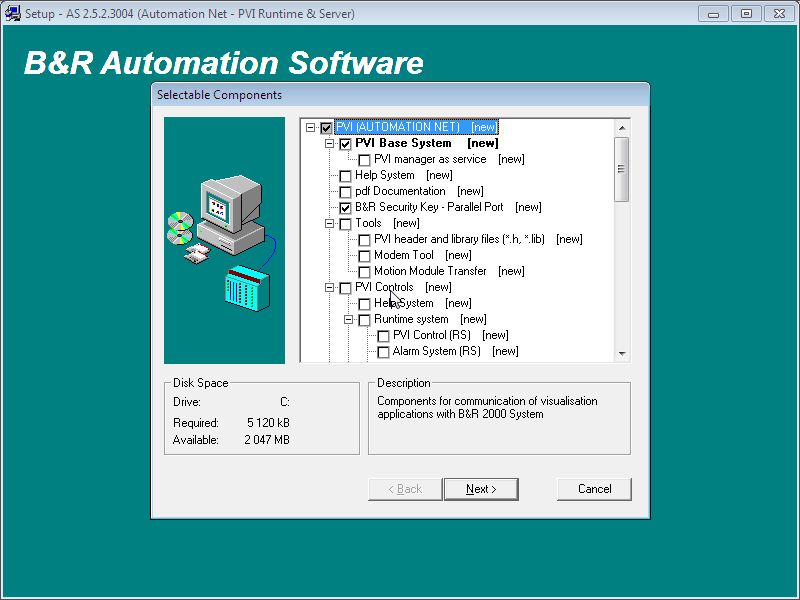 Setup - AS 2.5.2.3004 (Automation Net - PVI Runtime & Server)
B&R Automation Software
Selectable Components
PVI (AUTOMATION NET) [new]
PVI Base System [new]
PVI manager as service [new]
Help System [new]
pdf Documentation [new]
B&R Security Key - Parallel Port [new]
Tools [new]
PVI header and library files (*.h, *.lib) [new]
Modem Tool [new]
Motion Module Transfer [new]
PVI Controls [new]
Help System [new]
Runtime system [new]
PVI Control (RS) [new]
Alarm System (RS) [new]
Disk Space
Drive: C:
Required: 5 120 kB
Available: 2 047 MB
Description
Components for communication of visualisation
applications with B&R 2000 System
< Back
Next >
Cancel